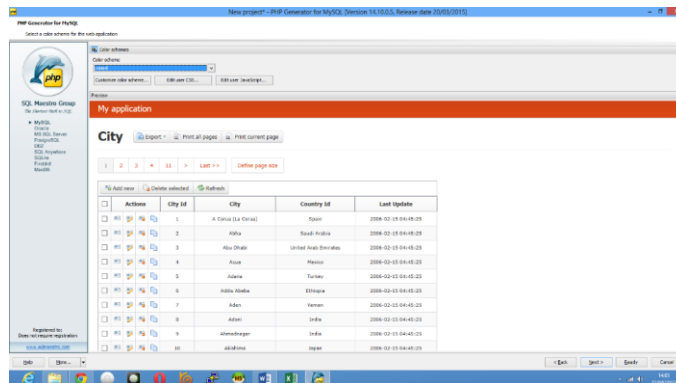 New project* - PHP Generator for MySQL (Version 14.10.0.5, Release date 20/03/2015)
PHP Generator for MySQL
Select a color scheme for the web application
Color schemes
Color scheme
Customize color scheme... Edit user CSS... Edit user JavaScript...
Preview
php
SQL Maestro Group
MySQL
Oracle
MS SQL Server
PostgreSQL
DB2
SQL Anywhere
SQLite
Firebird
MaxDB
My application
City Export Print all pages Print current page
1 2 3 4 11 > Last >> Define page size
Add new Delete selected Refresh
Actions City Id City Country Id Last Update
1 A Corua (La Corua) Spain 2006-02-15 04:45:25
2 Abha Saudi Arabia 2006-02-15 04:45:25
3 Abu Dhabi United Arab Emirates 2006-02-15 04:45:25
4 Acua Mexico 2006-02-15 04:45:25
5 Adana Turkey 2006-02-15 04:45:25
6 Addis Ababa Ethiopia 2006-02-15 04:45:25
7 Aden Yemen 2006-02-15 04:45:25
8 Adoni India 2006-02-15 04:45:25
9 Ahmadnagar India 2006-02-15 04:45:25
10 Akishima Japan 2006-02-15 04:45:25
Registered to:
Does not require registration
www.sqlmaestro.com
Help More... < Back Next > Ready Cancel
14:03